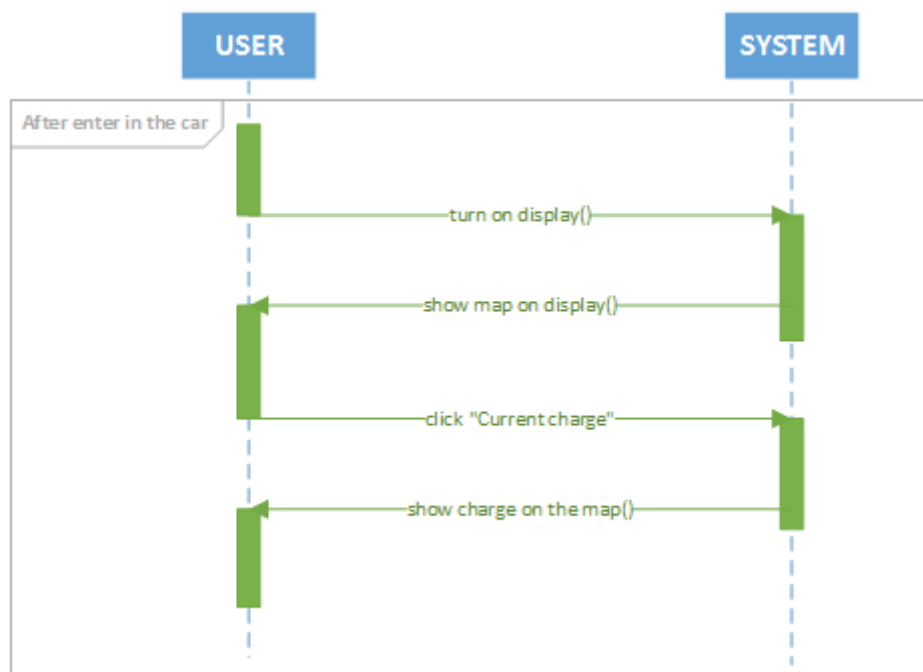 USER
SYSTEM
After enter in the car
turn on display()
show map on display()
click "Current charge"
show charge on the map()